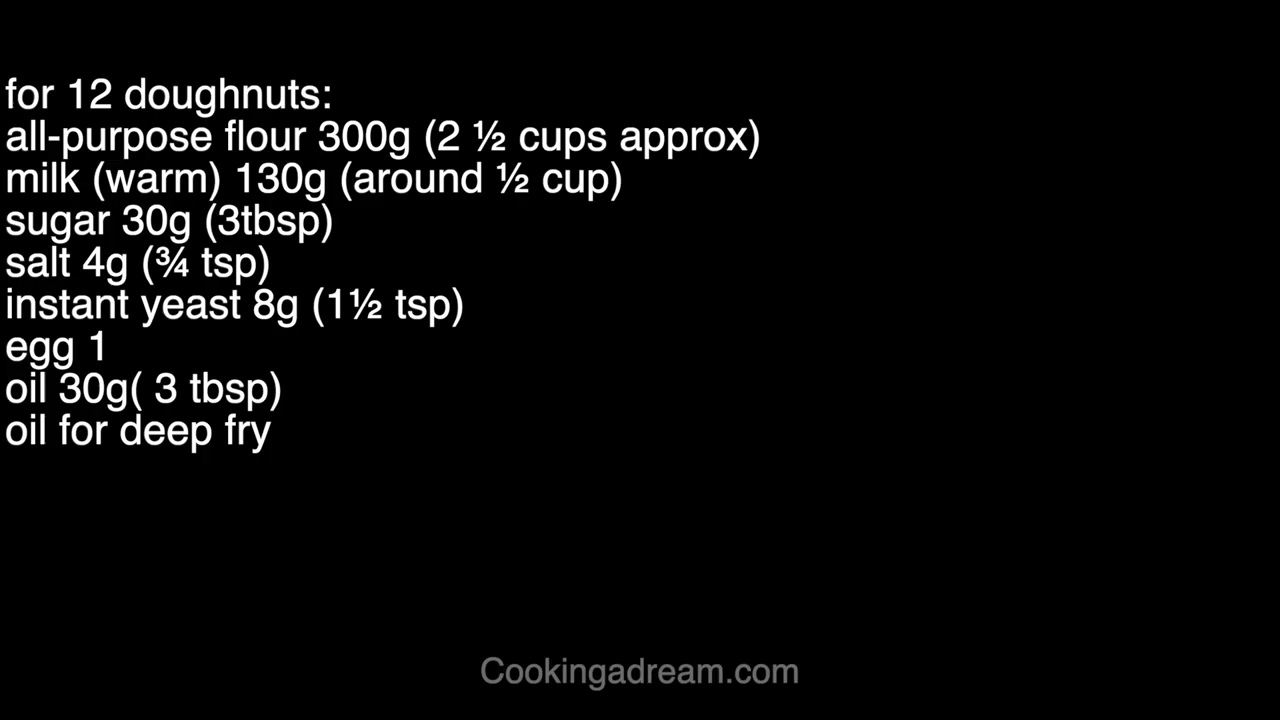 for 12 doughnuts:
all-purpose flour 300g (2 ½ cups approx)
milk (warm) 130g (around ½ cup)
sugar 30g (3tbsp)
salt 4g (¾ tsp)
instant yeast 8g (1½ tsp)
egg 1
oil 30g( 3 tbsp)
oil for deep fry
Cookingadream.com